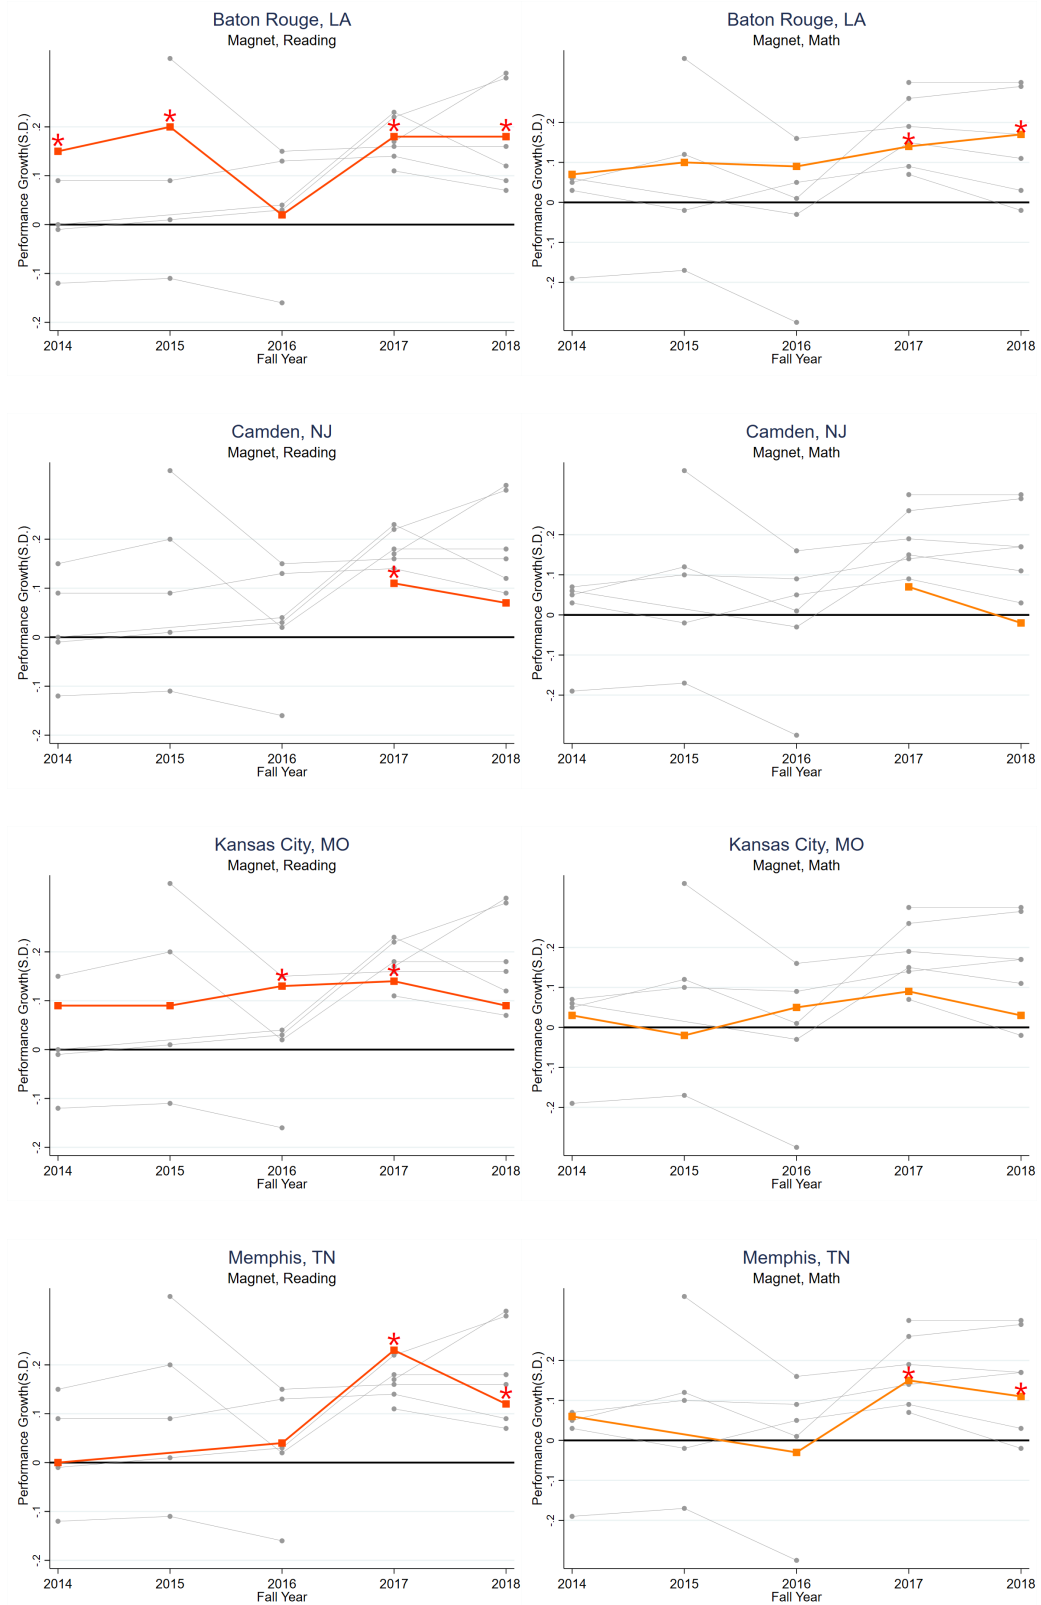 Baton Rouge, LA
Magnet, Reading
Performance Growth(S.D.)
.2
.1
0
-.1
-.2
2014 2015 2016 2017 2018
Fall Year
Baton Rouge, LA
Magnet, Math
Performance Growth(S.D.)
.2
.1
0
-.1
-.2
2014 2015 2016 2017 2018
Fall Year
Camden, NJ
Magnet, Reading
Performance Growth(S.D.)
.2
.1
0
-.1
-.2
2014 2015 2016 2017 2018
Fall Year
Camden, NJ
Magnet, Math
Performance Growth(S.D.)
.2
.1
0
-.1
-.2
2014 2015 2016 2017 2018
Fall Year
Kansas City, MO
Magnet, Reading
Performance Growth(S.D.)
.2
.1
0
-.1
-.2
2014 2015 2016 2017 2018
Fall Year
Kansas City, MO
Magnet, Math
Performance Growth(S.D.)
.2
.1
0
-.1
-.2
2014 2015 2016 2017 2018
Fall Year
Memphis, TN
Magnet, Reading
Performance Growth(S.D.)
.2
.1
0
-.1
-.2
2014 2015 2016 2017 2018
Fall Year
Memphis, TN
Magnet, Math
Performance Growth(S.D.)
.2
.1
0
-.1
-.2
2014 2015 2016 2017 2018
Fall Year